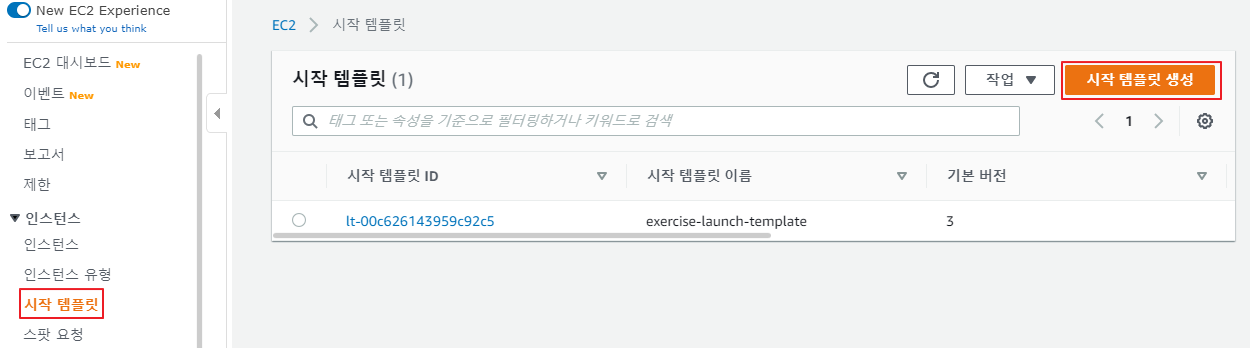 New EC2 Experience
Tell us what you think
EC2 대시보드 New
이벤트 New
태그
보고서
제한
인스턴스
인스턴스
인스턴스 유형
시작 템플릿
스팟 요청
EC2 > 시작 템플릿
시작 템플릿 (1)
작업
시작 템플릿 생성
태그 또는 속성을 기준으로 필터링하거나 키워드로 검색
1
시작 템플릿 ID 시작 템플릿 이름 기본 버전
lt-00c626143959c92c5 exercise-launch-template 3